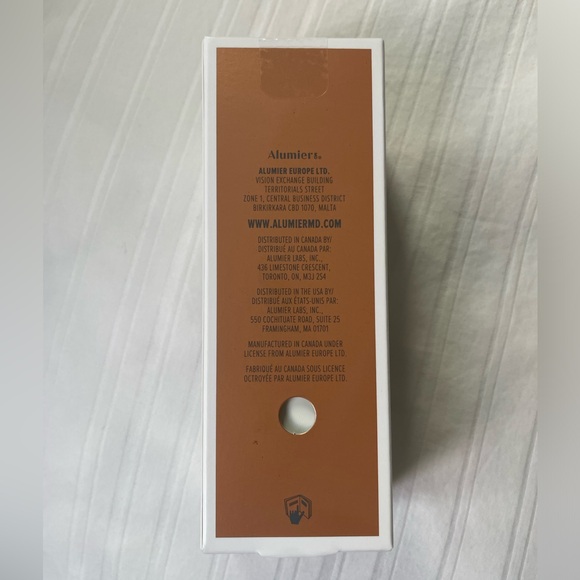 Alumier
ALUMIER EUROPE LTD.
VISION EXCHANGE BUILDING
TERRITORIALS STREET
ZONE 1, CENTRAL BUSINESS DISTRICT
BIRKIRKARA CBD 1070, MALTA
WWW.ALUMIERMD.COM
DISTRIBUTED IN CANADA BY/
DISTRIBUÉ AU CANADA PAR:
ALUMIER LABS, INC.,
436 LIMESTONE CRESCENT,
TORONTO, ON, M3J 2S4
DISTRIBUTED IN THE USA BY/
DISTRIBUÉ AUX ÉTATS-UNIS PAR:
ALUMIER LABS, INC.,
550 COCHITUATE ROAD, SUITE 25
FRAMINGHAM, MA 01701
MANUFACTURED IN CANADA UNDER
LICENSE FROM ALUMIER EUROPE LTD.
FABRIQUÉ AU CANADA SOUS LICENCE
OCTROYÉE PAR ALUMIER EUROPE LTD.